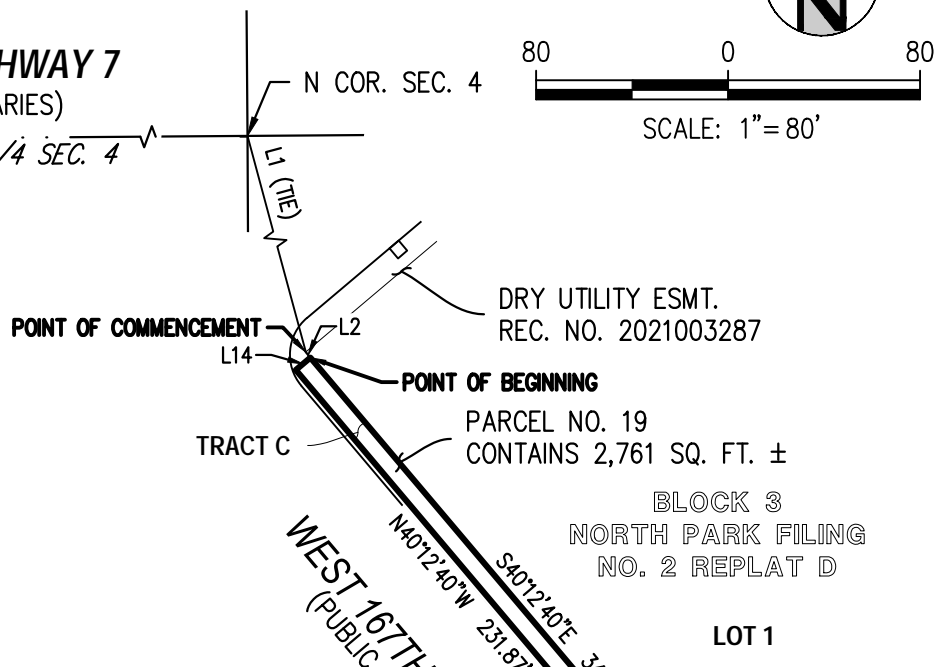 HWAY 7
ARIES)
/4 SEC. 4
N COR. SEC. 4
N
80 0 80
SCALE: 1"=80'
L1 (TIE)
DRY UTILITY ESMT.
REC. NO. 2021003287
POINT OF COMMENCEMENT
L2
L14
POINT OF BEGINNING
PARCEL NO. 19
CONTAINS 2,761 SQ. FT. ±
TRACT C
BLOCK 3
NORTH PARK FILING
NO. 2 REPLAT D
N40°12'40"W 231.87'
S40°12'40"E
WEST 167TH
(PUBLIC
LOT 1